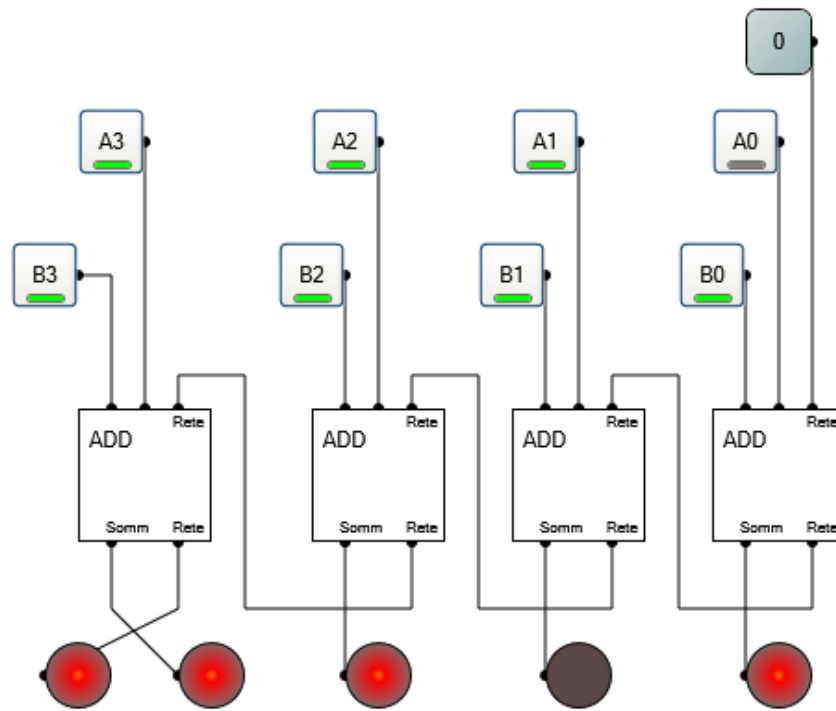 0
A3
A2
A1
A0
B3
B2
B1
B0
Rete
Rete
Rete
Rete
ADD
ADD
ADD
ADD
Somm
Rete
Somm
Rete
Somm
Rete
Somm
Rete